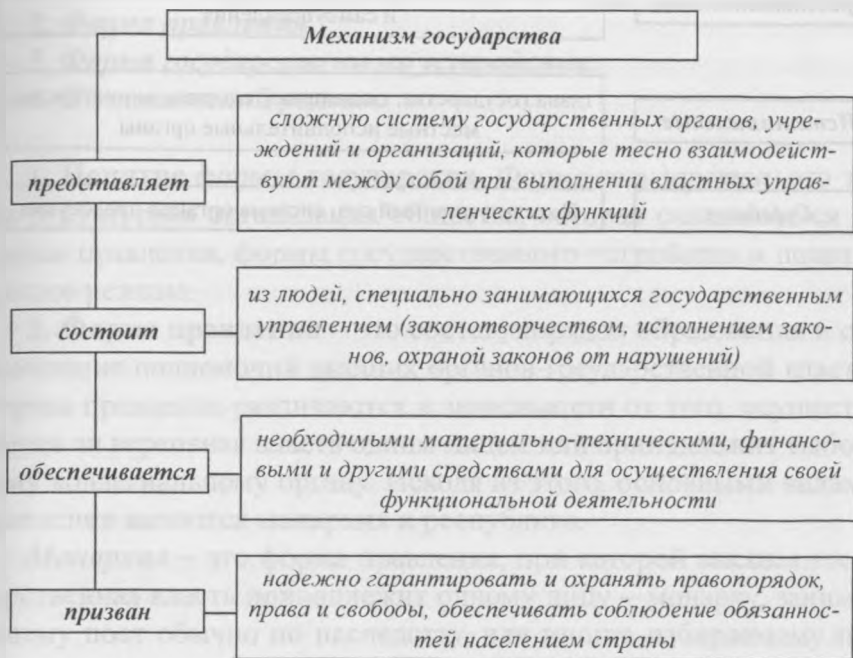 Механизм государства
представляет
сложную систему государственных органов, учре-
ждений и организаций, которые тесно взаимодейст-
вуют между собой при выполнении властных управ-
ленческих функций
состоит
из людей, специально занимающихся государственным
управлением (законотворчеством, исполнением зако-
нов, охраной законов от нарушений)
обеспечивается
необходимыми материально-техническими, финансо-
выми и другими средствами для осуществления своей
функциональной деятельности
призван
надежно гарантировать и охранять правопорядок,
права и свободы, обеспечивать соблюдение обязаннос-
тей населением страны